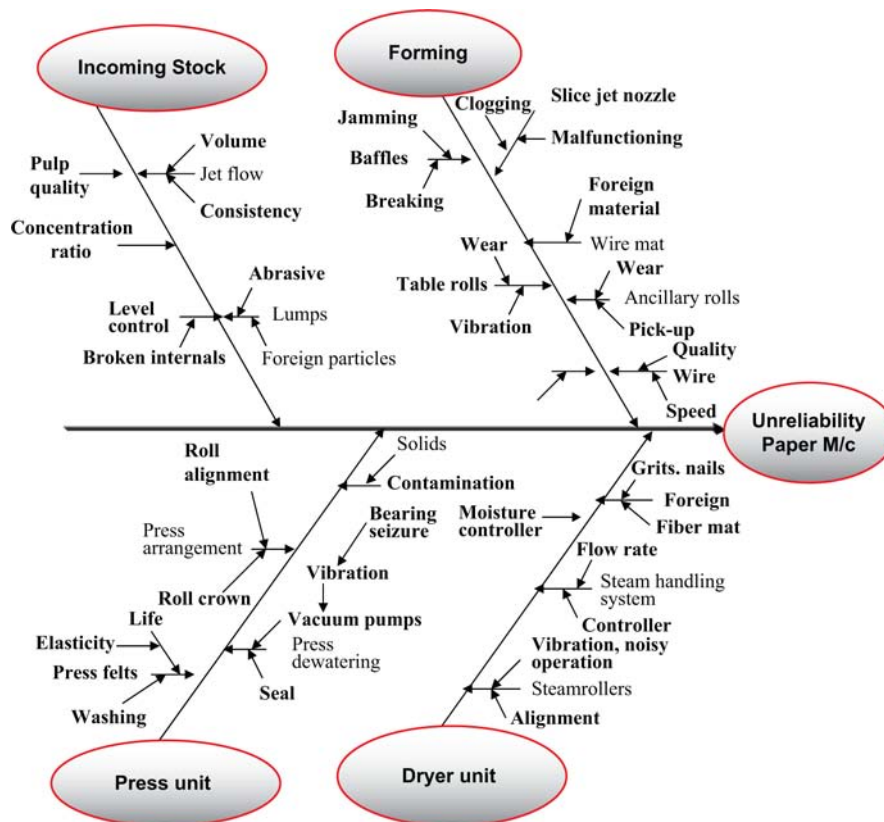 Incoming Stock
Forming
Volume
Pulp
quality
Jet flow
Consistency
Concentration
ratio
Abrasive
Level
control
Lumps
Broken internals
Foreign particles
Clogging
Slice jet nozzle
Jamming
Malfunctioning
Baffles
Breaking
Foreign
material
Wear
Wire mat
Wear
Table rolls
Ancillary rolls
Vibration
Pick-up
Quality
Wire
Speed
Unreliability
Paper M/c
Roll
alignment
Solids
Contamination
Press
arrangement
Bearing
seizure
Roll crown
Vibration
Life
Vacuum pumps
Elasticity
Press
dewatering
Press felts
Seal
Washing
Grits. nails
Moisture
controller
Foreign
Fiber mat
Flow rate
Steam handling
system
Controller
Vibration, noisy
operation
Steamrollers
Alignment
Press unit
Dryer unit